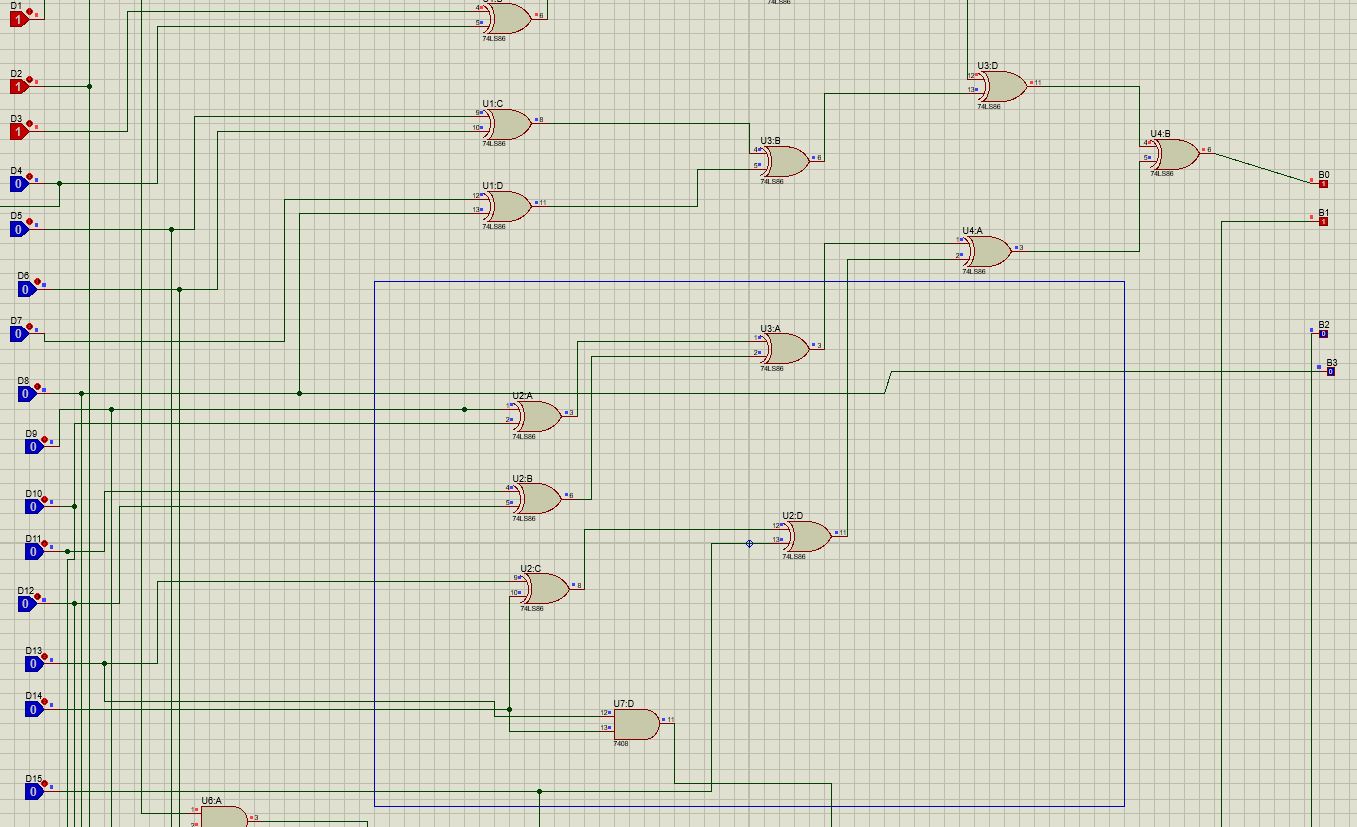 D1
1
4
5
6
74LS86
74LS86
D2
1
U3:D
12
13
11
74LS86
D3
1
U1:C
9
10
8
74LS86
U4:B
4
5
6
74LS86
U3:B
4
5
6
74LS86
D4
0
B0
1
U1:D
12
13
11
74LS86
D5
0
B1
1
U4:A
1
2
3
74LS86
D6
0
D7
0
U3:A
1
2
3
74LS86
B2
0
B3
0
D8
0
U2:A
1
2
3
74LS86
D9
0
U2:B
4
5
6
74LS86
D10
0
U2:D
12
13
11
74LS86
D11
0
U2:C
9
10
8
74LS86
D12
0
D13
0
D14
0
U7:D
12
13
11
7408
D15
0
U6:A
1
2
3